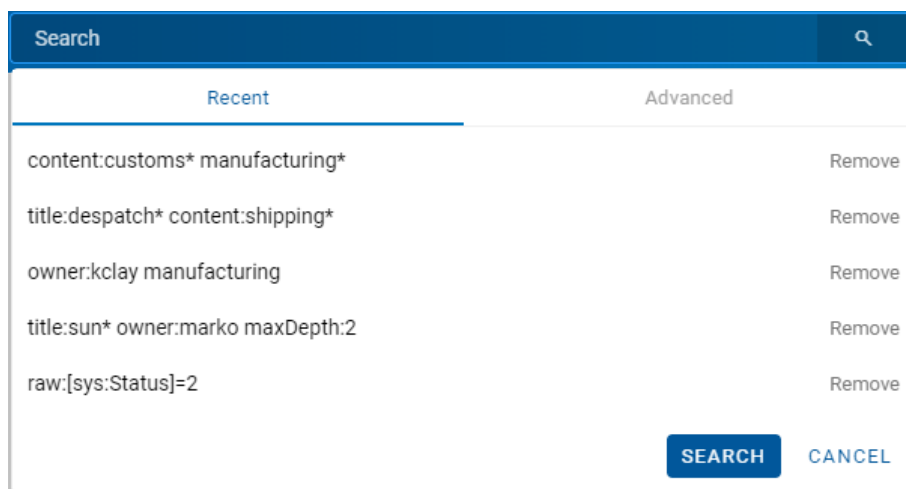 Search
Recent Advanced
content:customs* manufacturing* Remove
title:despatch* content:shipping* Remove
owner:kclay manufacturing Remove
title:sun* owner:marko maxDepth:2 Remove
raw:[sys:Status]=2 Remove
SEARCH CANCEL